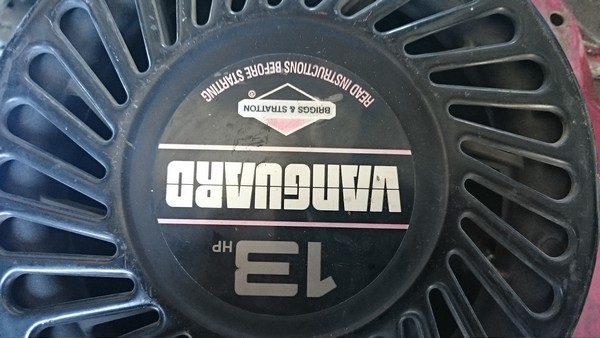 13 HP
VANGUARD
BRIGGS & STRATTON ®
READ INSTRUCTIONS BEFORE STARTING